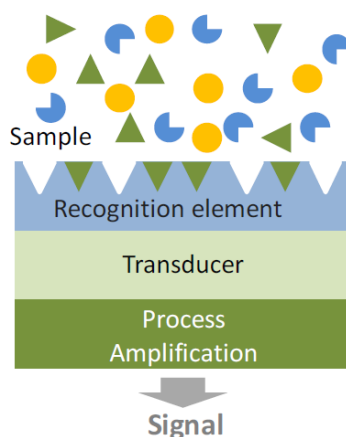 Sample
Recognition element
Transducer
Process
Amplification
Signal